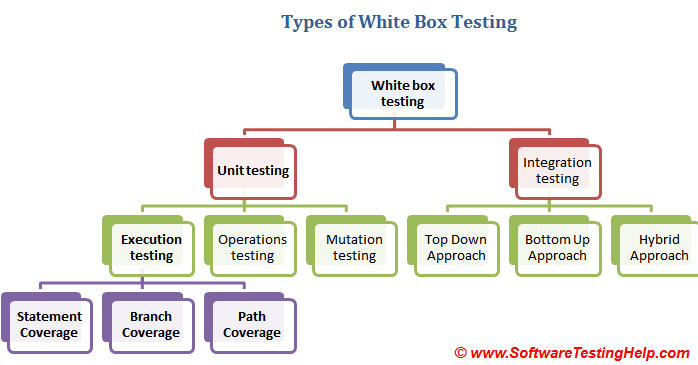 Types of White Box Testing
White box
testing
Unit testing
Integration
testing
Execution
testing
Operations
testing
Mutation
testing
Top Down
Approach
Bottom Up
Approach
Hybrid
Approach
Statement
Coverage
Branch
Coverage
Path
Coverage
© www.SoftwareTestingHelp.com